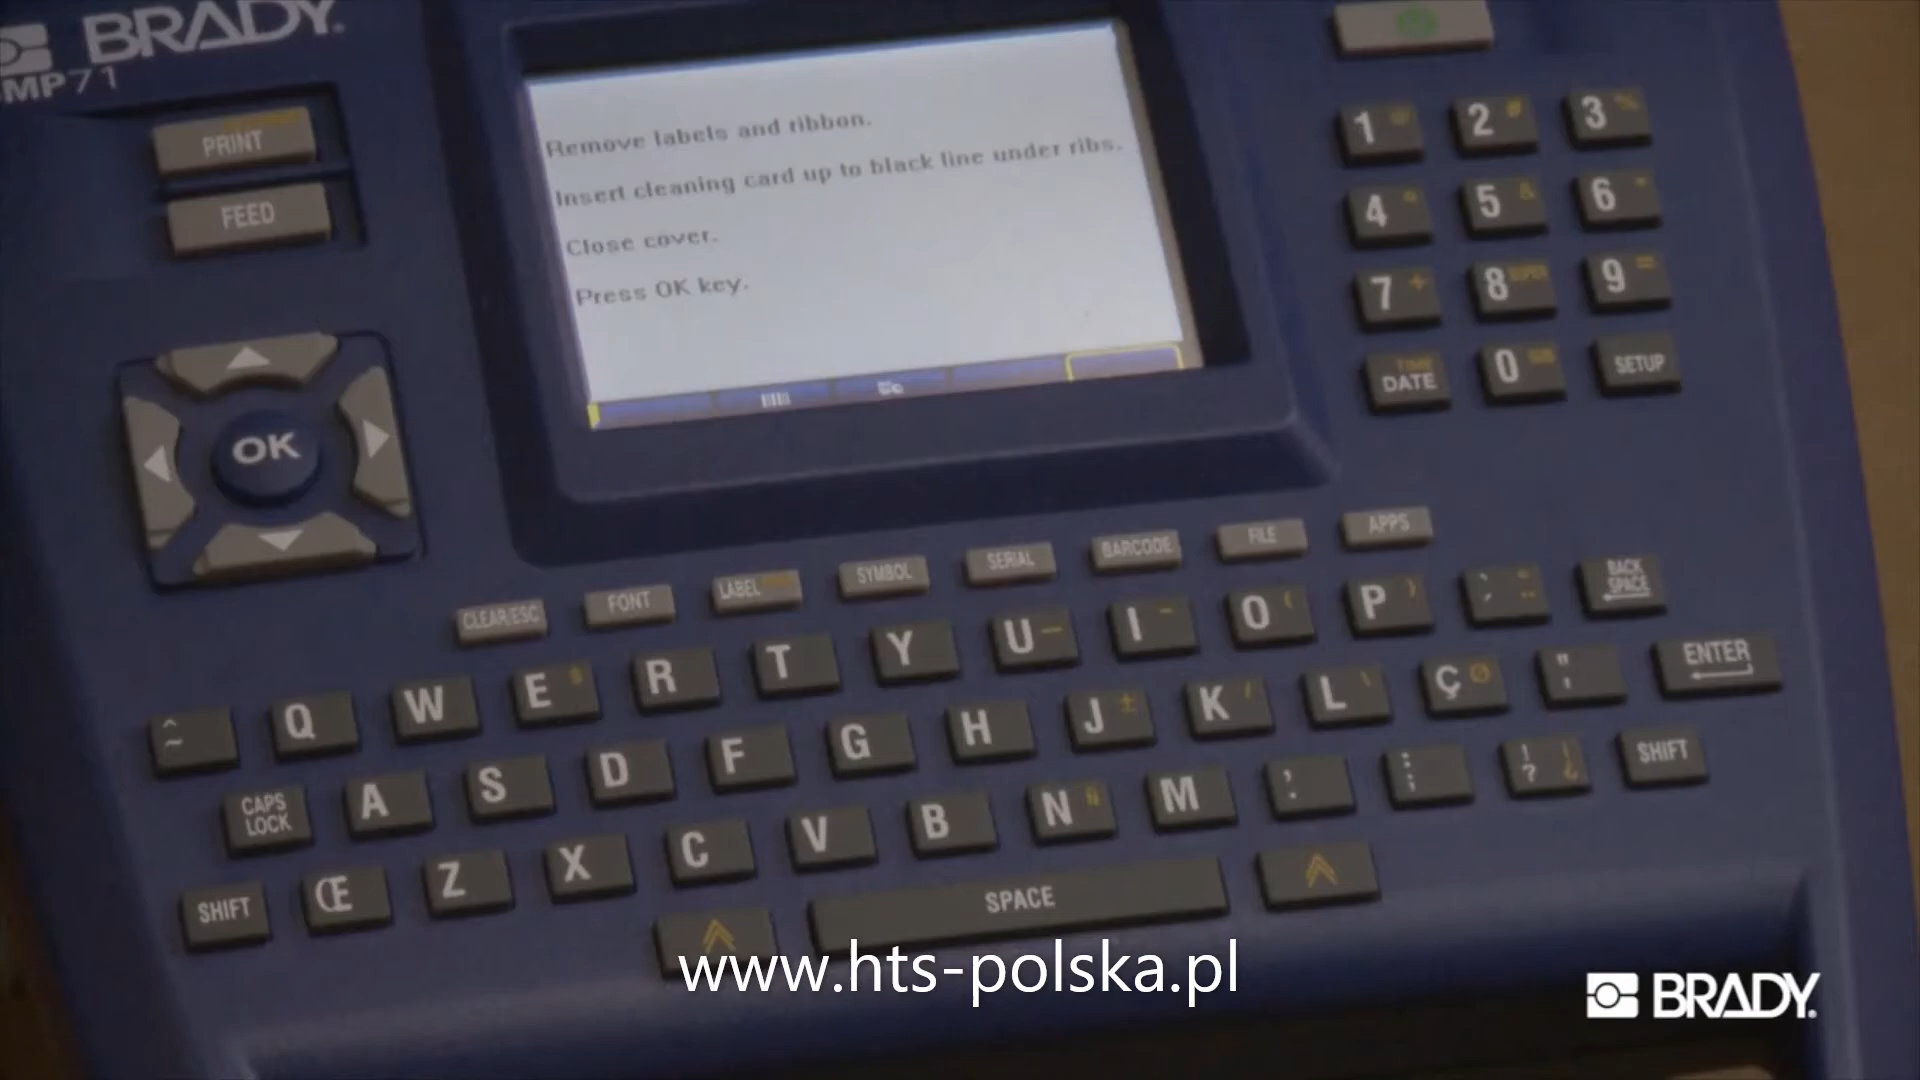 BRADY
MP71
PRINT
FEED
Remove labels and ribbon.
Insert cleaning card up to black line under ribs.
Close cover.
Press OK key.
OK
1 2 # 3 %
4 5 & 6
7 + 8 SUPER 9 =
TIME
DATE 0 SUB SETUP
CLEAR/ESC FONT LABEL SYMBOL SERIAL BARCODE FILE APPS
Q W E $ R T Y U — I - O ( P ) BACK SPACE
^ ~
A S D F G H J ± K / L \ Ç Ø " ' ENTER
CAPS LOCK
SHIFT Œ Z X C V B N Ñ M ! ? ¿ SHIFT
SPACE
www.hts-polska.pl
BRADY